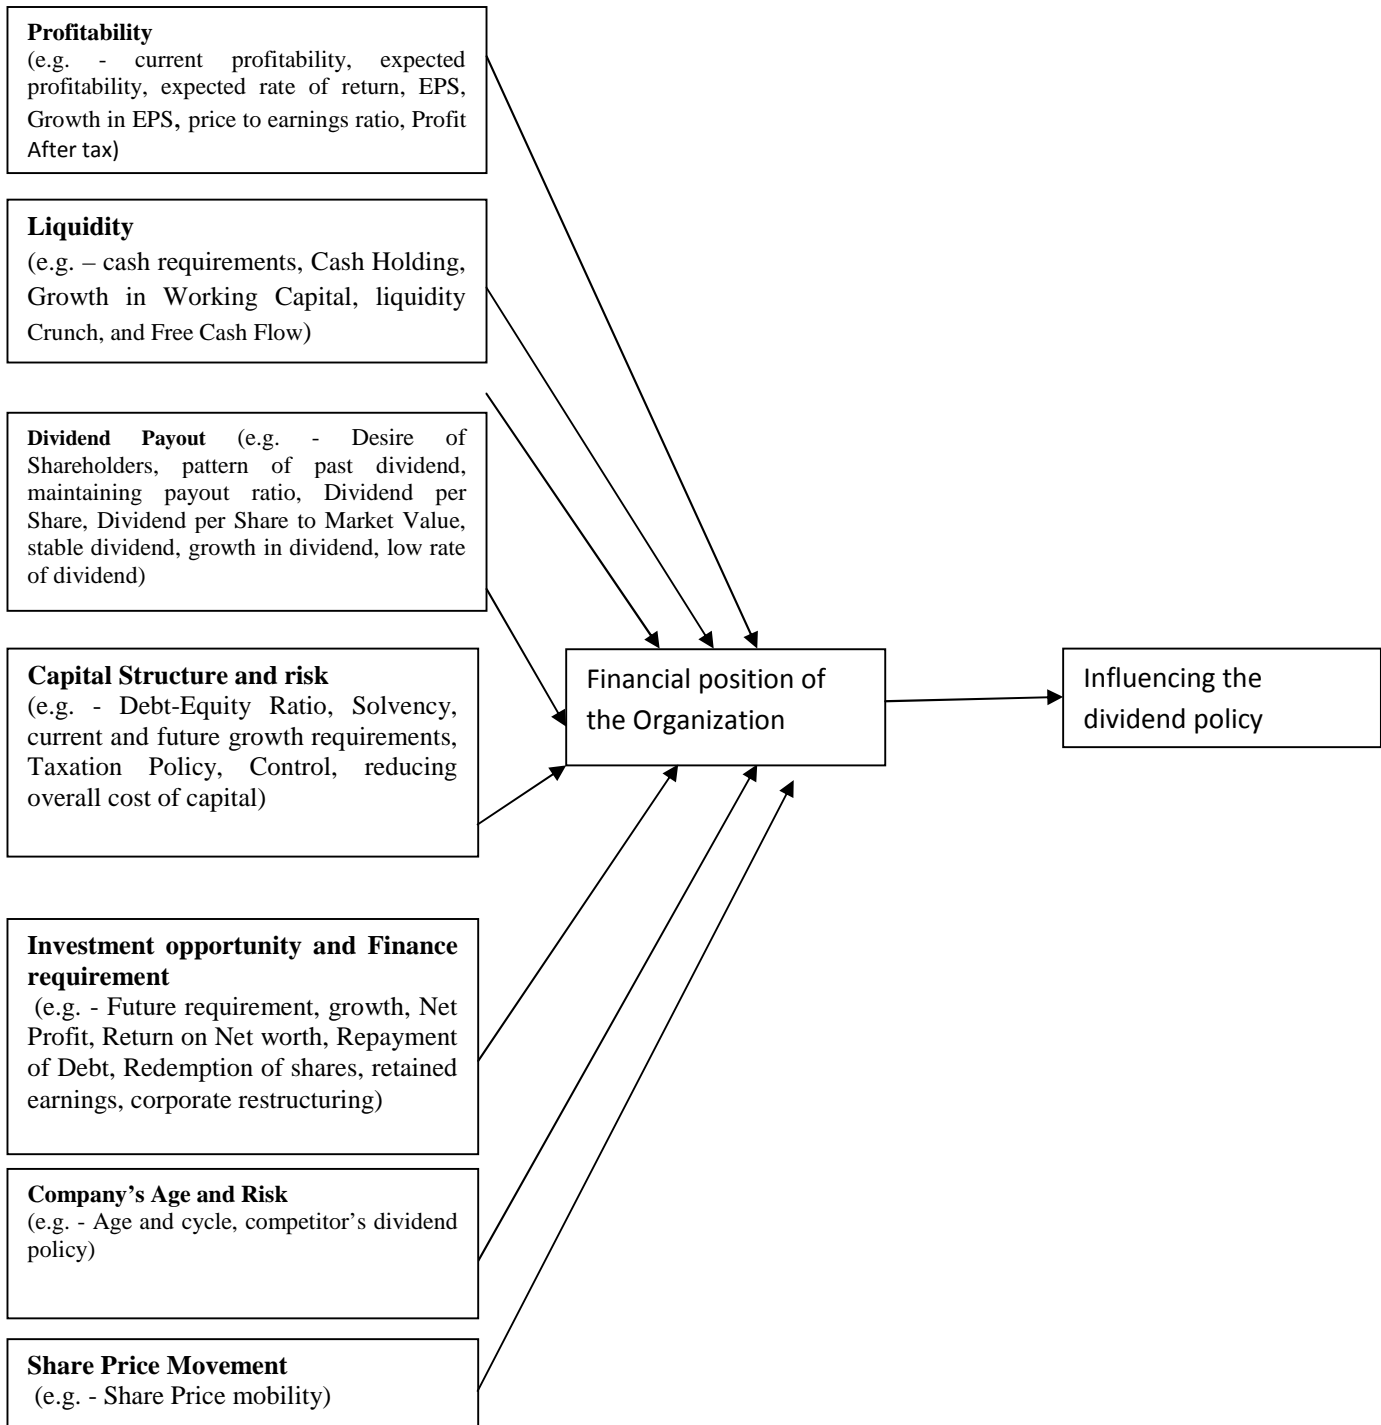 Profitability
(e.g. - current profitability, expected
profitability, expected rate of return, EPS,
Growth in EPS, price to earnings ratio, Profit
After tax)
Liquidity
(e.g. – cash requirements, Cash Holding,
Growth in Working Capital, liquidity
Crunch, and Free Cash Flow)
Dividend Payout (e.g. - Desire of
Shareholders, pattern of past dividend,
maintaining payout ratio, Dividend per
Share, Dividend per Share to Market Value,
stable dividend, growth in dividend, low rate
of dividend)
Capital Structure and risk
(e.g. - Debt-Equity Ratio, Solvency,
current and future growth requirements,
Taxation Policy, Control, reducing
overall cost of capital)
Financial position of
the Organization
Influencing the
dividend policy
Investment opportunity and Finance
requirement
(e.g. - Future requirement, growth, Net
Profit, Return on Net worth, Repayment
of Debt, Redemption of shares, retained
earnings, corporate restructuring)
Company’s Age and Risk
(e.g. - Age and cycle, competitor’s dividend
policy)
Share Price Movement
(e.g. - Share Price mobility)